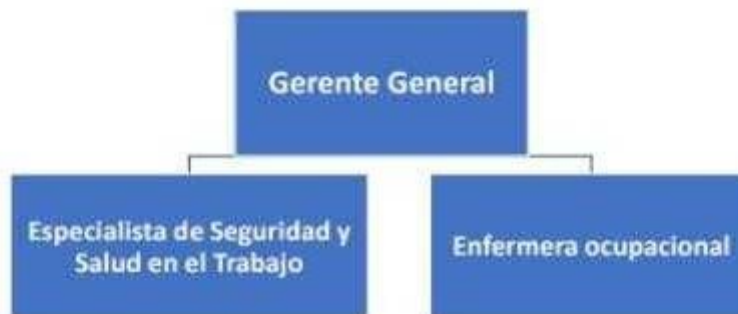 Gerente General
Especialista de Seguridad y
Salud en el Trabajo
Enfermera ocupacional